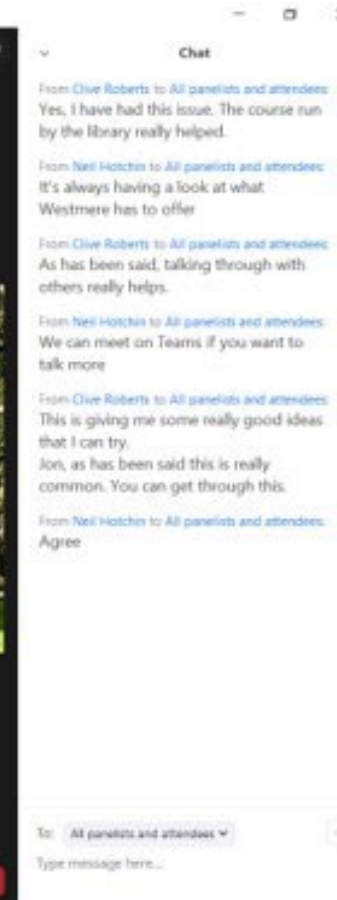 Chat
From Clive Roberts to All panelists and attendees:
Yes, I have had this issue. The course run
by the library really helped.
From Neil Hotchin to All panelists and attendees:
It's always having a look at what
Westmere has to offer
From Clive Roberts to All panelists and attendees:
As has been said, talking through with
others really helps.
From Neil Hotchin to All panelists and attendees:
We can meet on Teams if you want to
talk more
From Clive Roberts to All panelists and attendees:
This is giving me some really good ideas
that I can try.
Jon, as has been said this is really
common. You can get through this.
From Neil Hotchin to All panelists and attendees:
Agree
To: All panelists and attendees
Type message here...